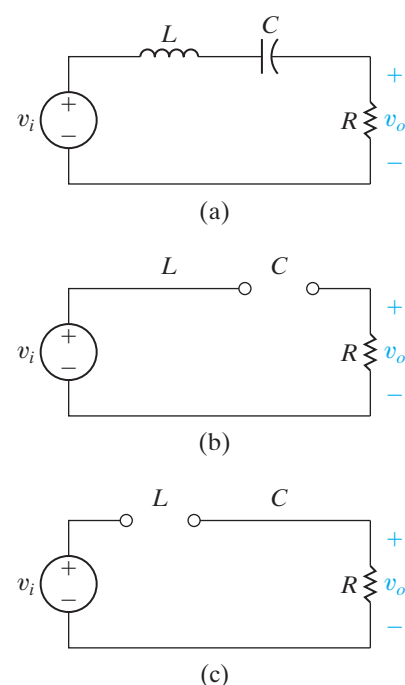 L C
+
v_i + − R v_o
−
(a)
L C
+
v_i + − R v_o
−
(b)
L C
+
v_i + − R v_o
−
(c)